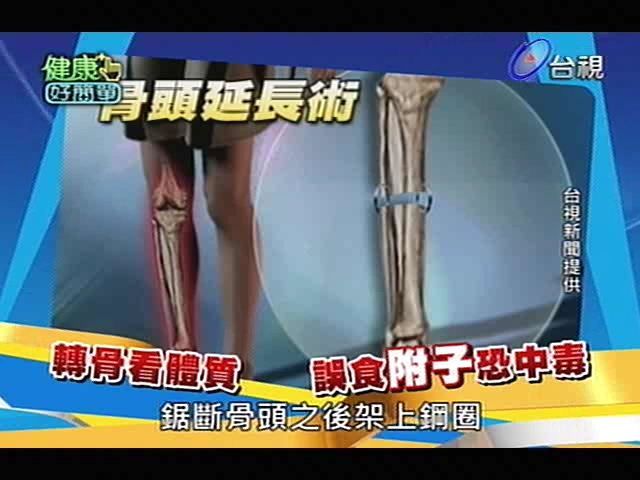 健康
好簡單
台視
骨頭延長術
台視新聞提供
轉骨看體質 誤食附子恐中毒
鋸斷骨頭之後架上鋼圈